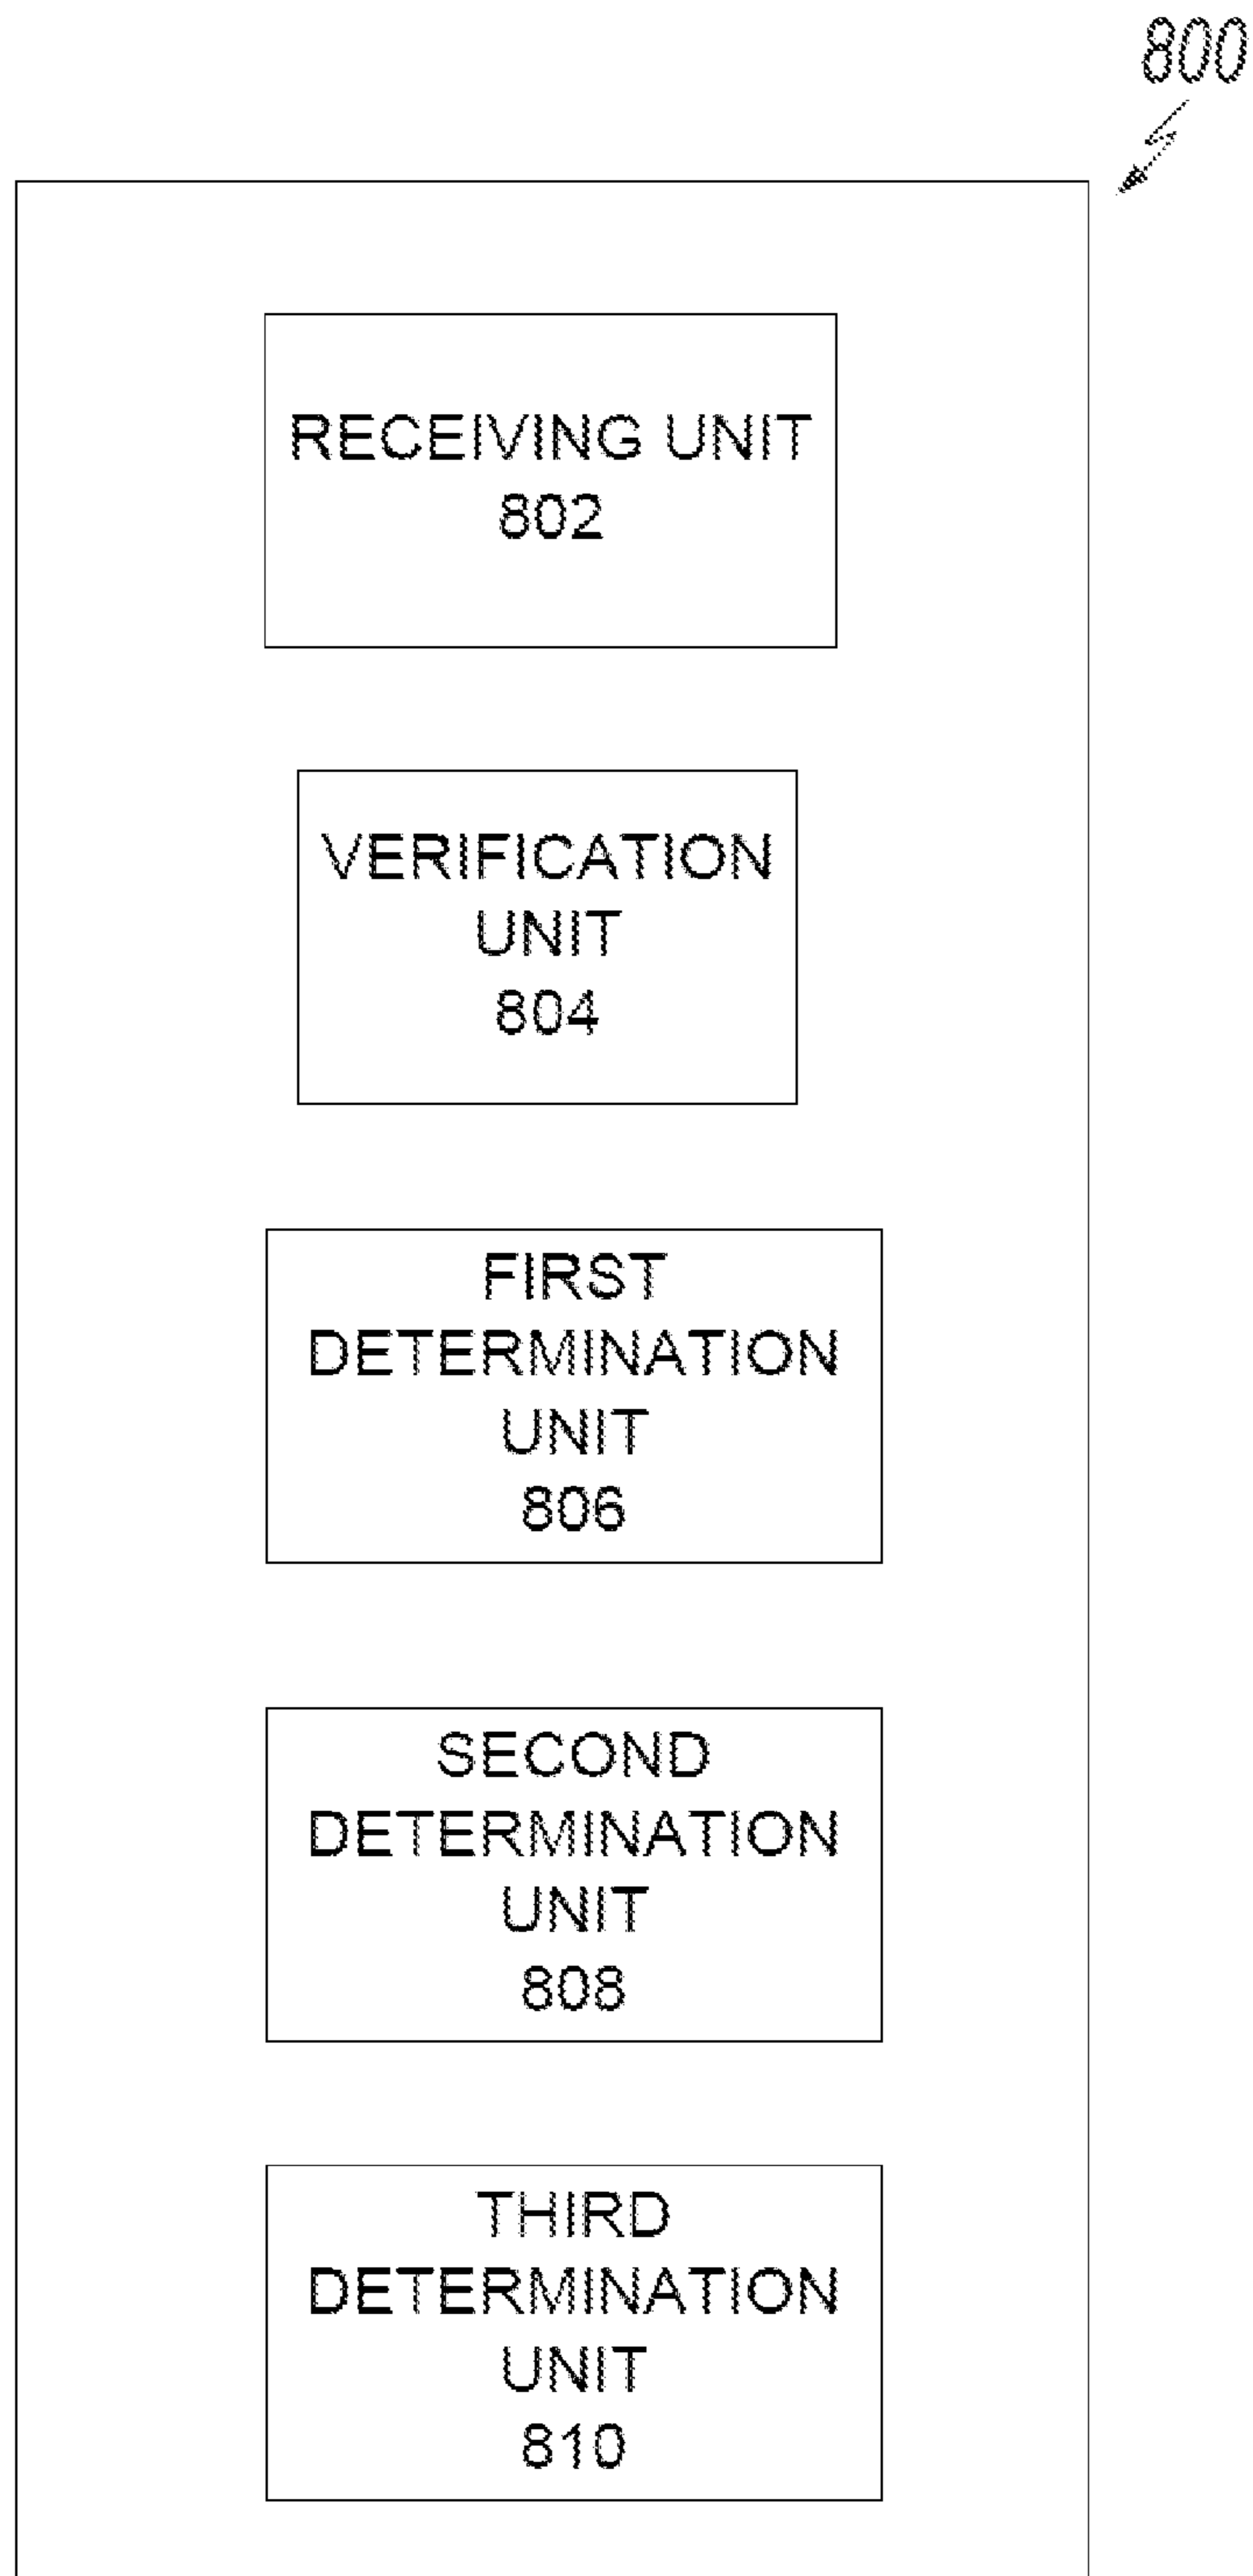 800
RECEIVING UNIT
802
VERIFICATION
UNIT
804
FIRST
DETERMINATION
UNIT
806
SECOND
DETERMINATION
UNIT
808
THIRD
DETERMINATION
UNIT
810